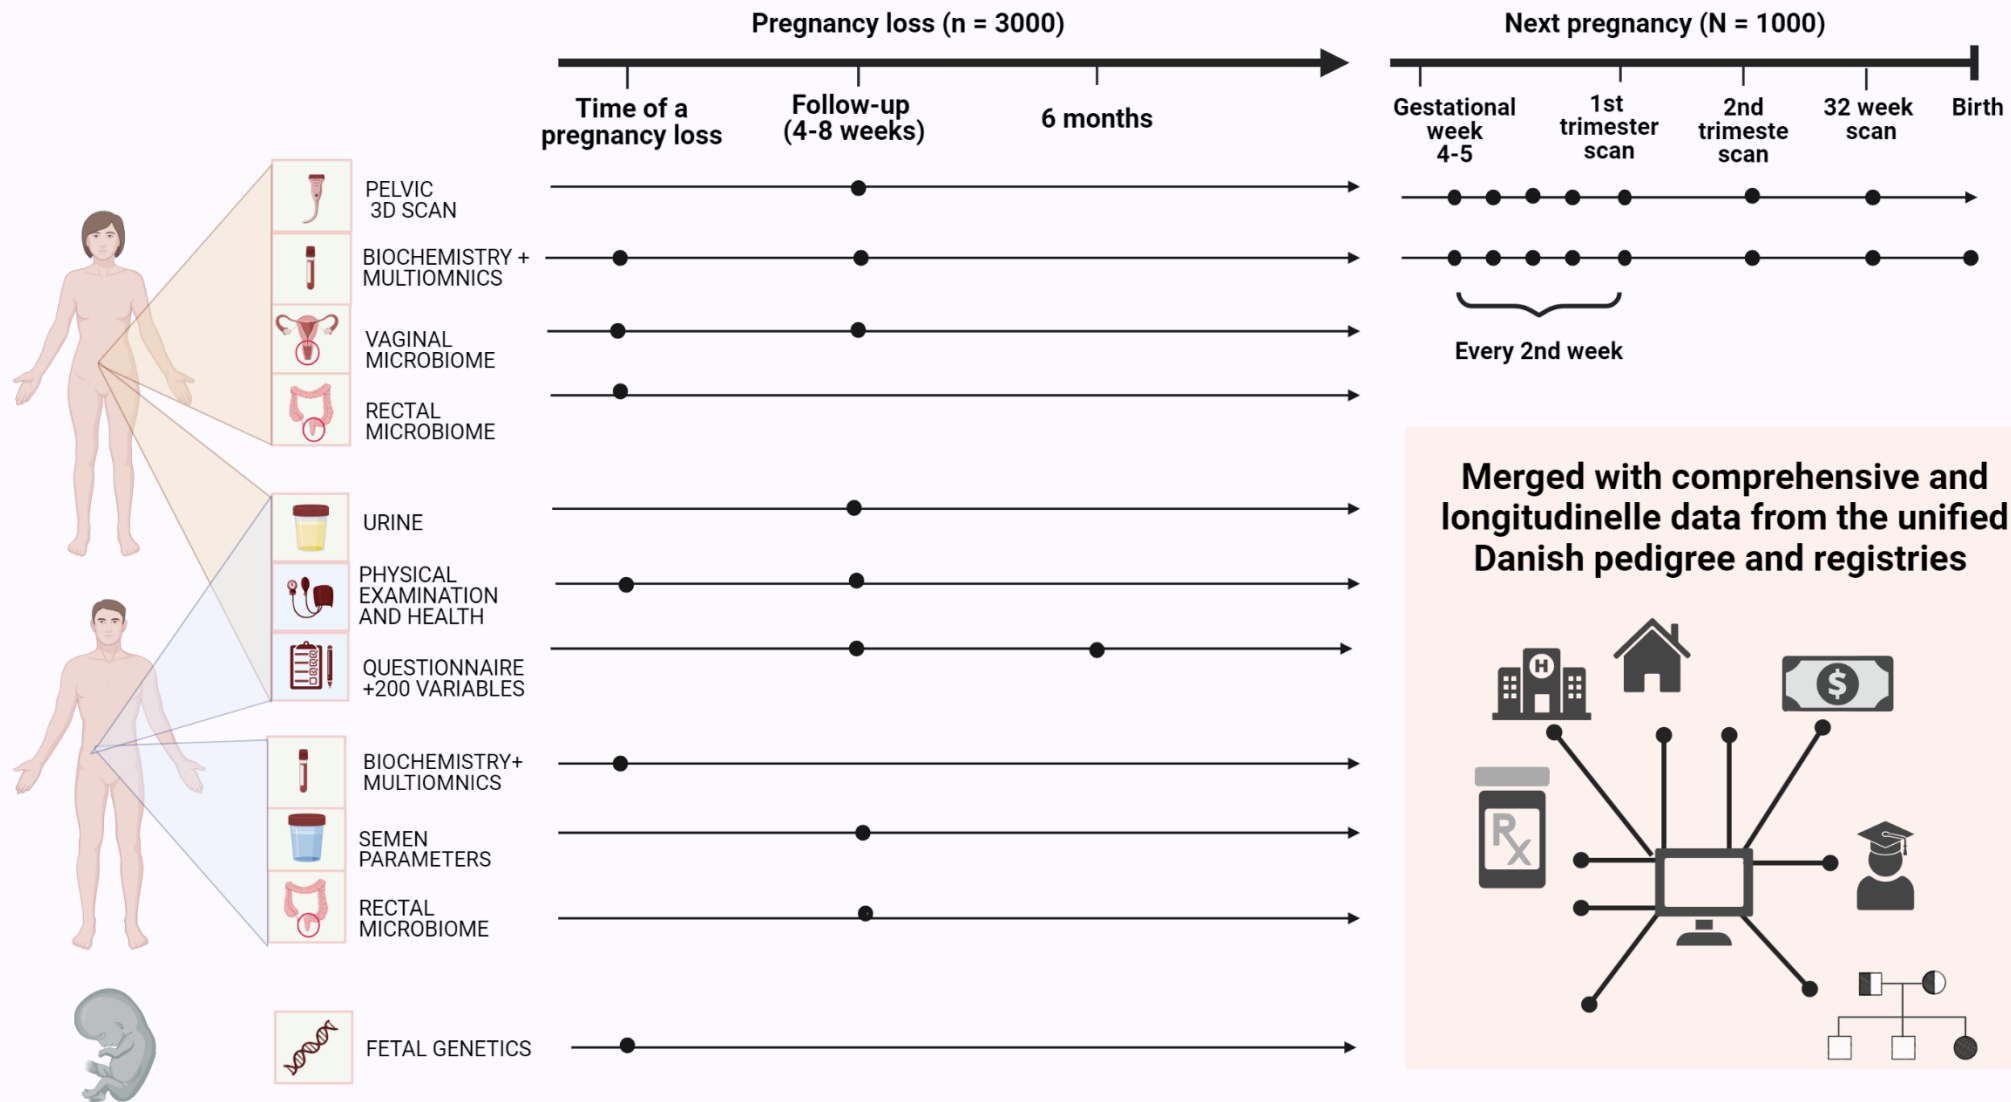 Pregnancy loss (n = 3000)
Next pregnancy (N = 1000)
Time of a
pregnancy loss
Follow-up
(4-8 weeks)
6 months
Gestational
week
4-5
1st
trimester
scan
2nd
trimeste
scan
32 week
scan
Birth
PELVIC
3D SCAN
BIOCHEMISTRY +
MULTIOMNICS
VAGINAL
MICROBIOME
RECTAL
MICROBIOME
Every 2nd week
URINE
PHYSICAL
EXAMINATION
AND HEALTH
QUESTIONNAIRE
+200 VARIABLES
BIOCHEMISTRY+
MULTIOMNICS
SEMEN
PARAMETERS
RECTAL
MICROBIOME
FETAL GENETICS
Merged with comprehensive and
longitudinelle data from the unified
Danish pedigree and registries
H
$
Rx